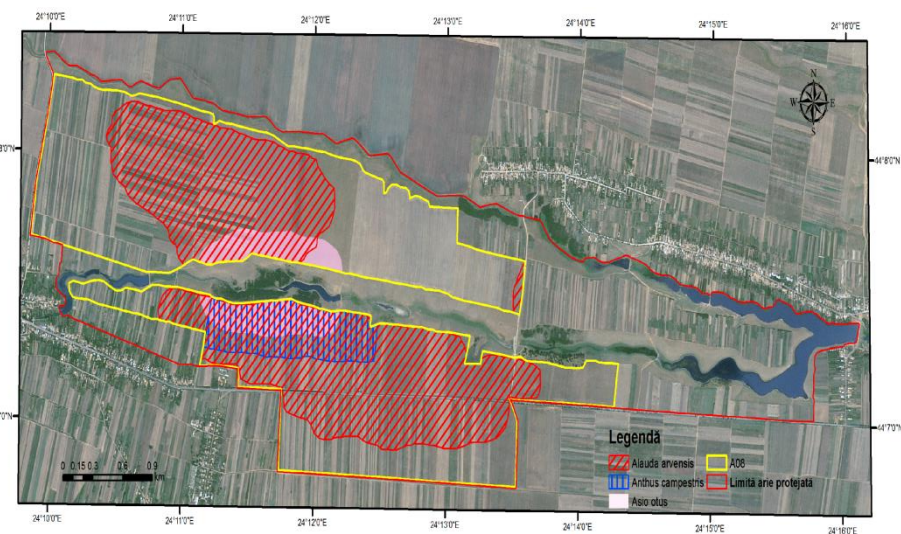 24°10'0"E 24°11'0"E 24°12'0"E 24°13'0"E 24°14'0"E 24°15'0"E 24°16'0"E
N
W E
S
8'0"N 44°8'0"N
7'0"N 44°7'0"N
Legendă
Alauda arvensis A08
Anthus campestris Limită arie protejată
Asio otus
0 0.15 0.3 0.6 0.9
km
24°10'0"E 24°11'0"E 24°12'0"E 24°13'0"E 24°14'0"E 24°15'0"E 24°16'0"E